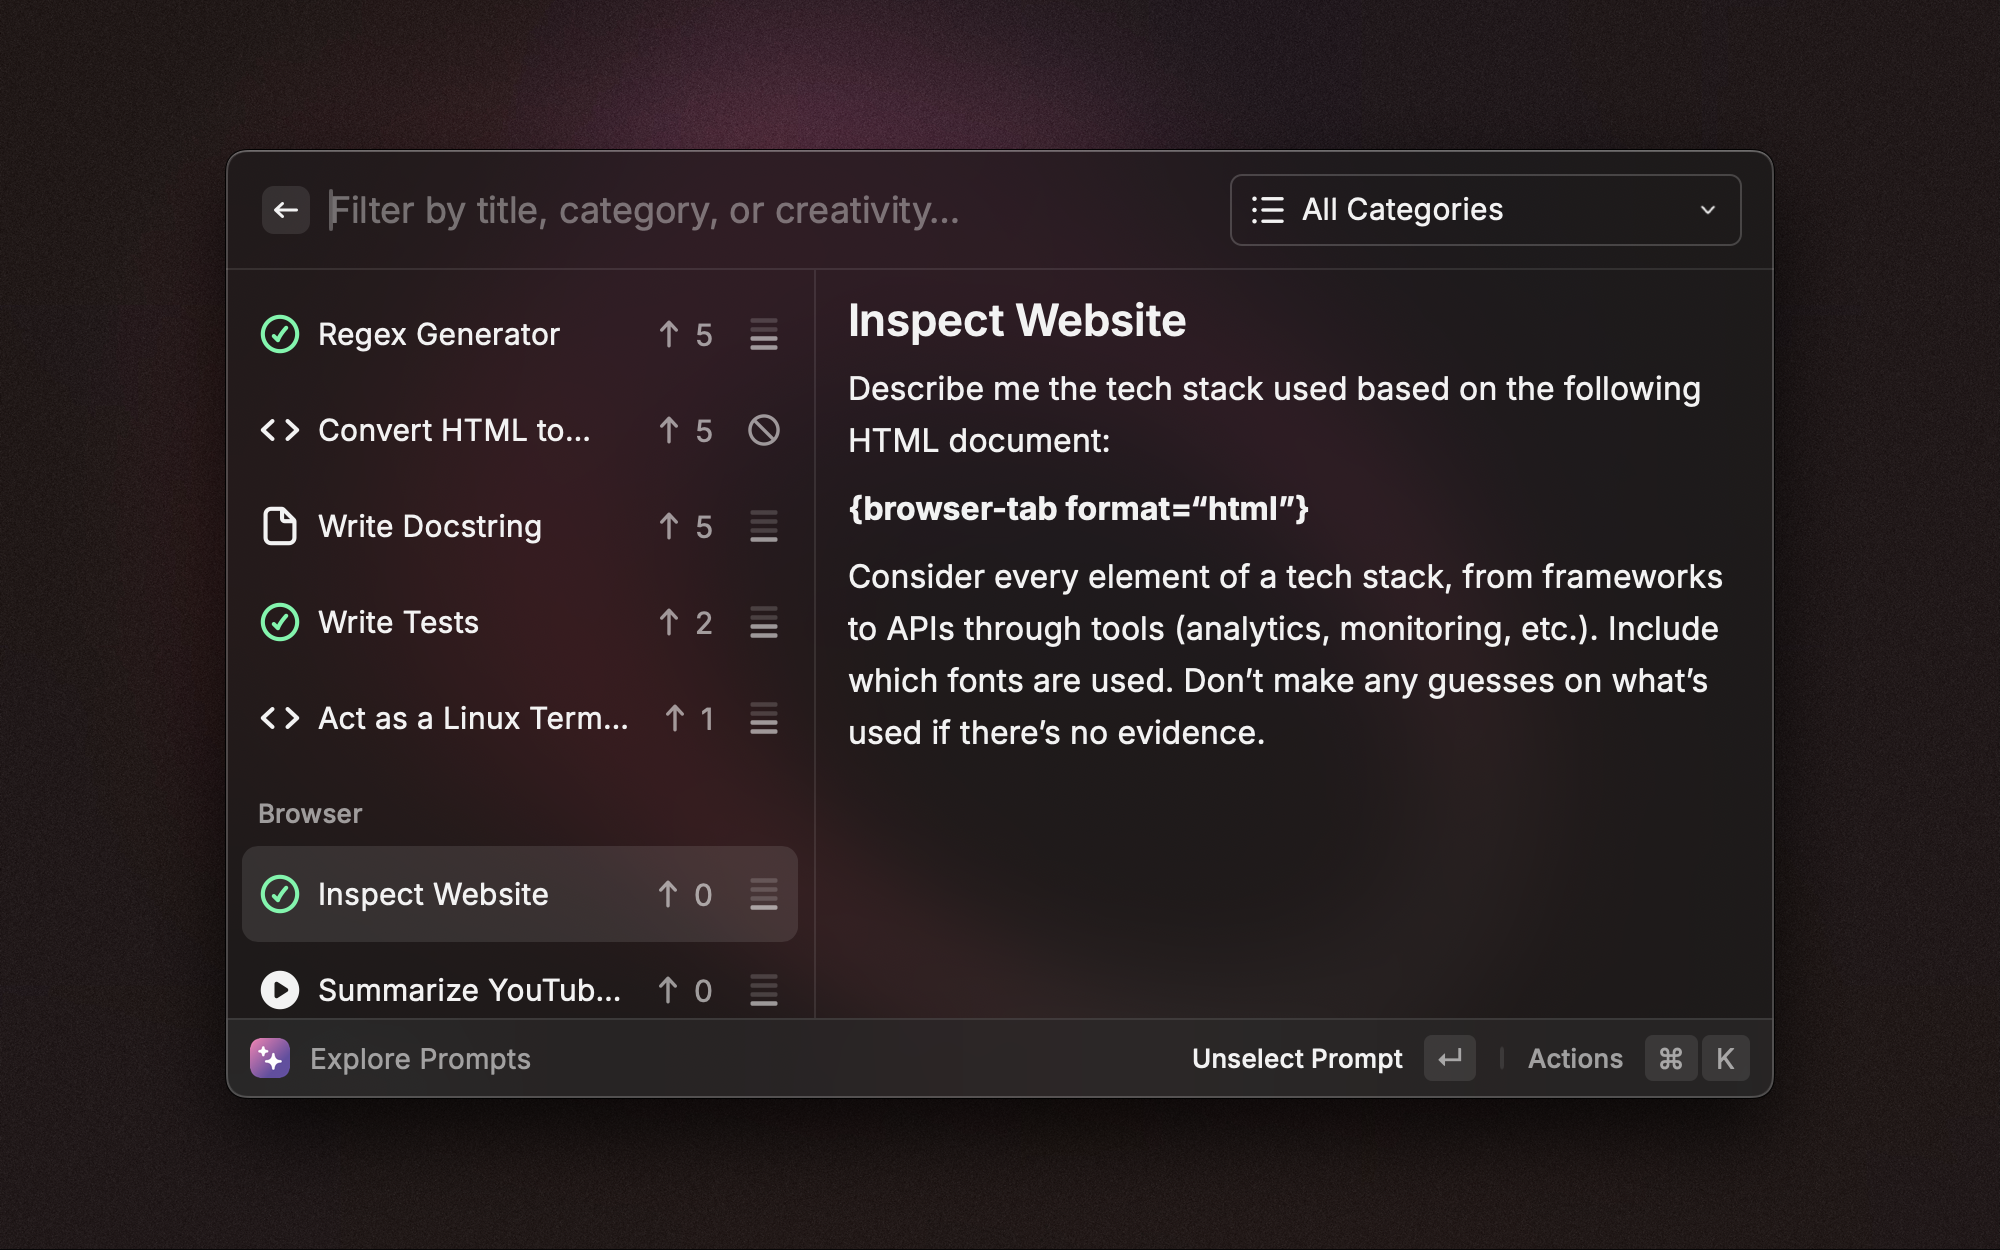 Filter by title, category, or creativity...
All Categories
Regex Generator ↑ 5
Convert HTML to... ↑ 5
Write Docstring ↑ 5
Write Tests ↑ 2
Act as a Linux Term... ↑ 1
Browser
Inspect Website ↑ 0
Summarize YouTub... ↑ 0
Inspect Website
Describe me the tech stack used based on the following
HTML document:
{browser-tab format=“html”}
Consider every element of a tech stack, from frameworks
to APIs through tools (analytics, monitoring, etc.). Include
which fonts are used. Don’t make any guesses on what’s
used if there’s no evidence.
Explore Prompts
Unselect Prompt ↵
Actions ⌘ K